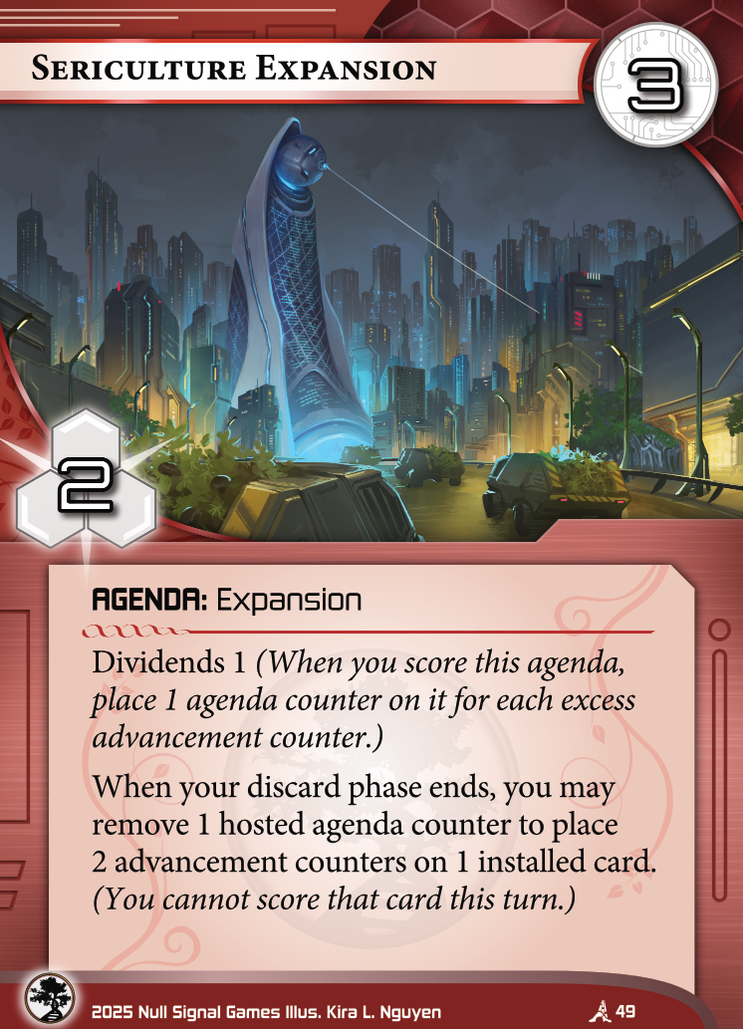 Sericulture Expansion
3
2
AGENDA: Expansion
Dividends 1 (When you score this agenda,
place 1 agenda counter on it for each excess
advancement counter.)
When your discard phase ends, you may
remove 1 hosted agenda counter to place
2 advancement counters on 1 installed card.
(You cannot score that card this turn.)
2025 Null Signal Games Illus. Kira L. Nguyen
49